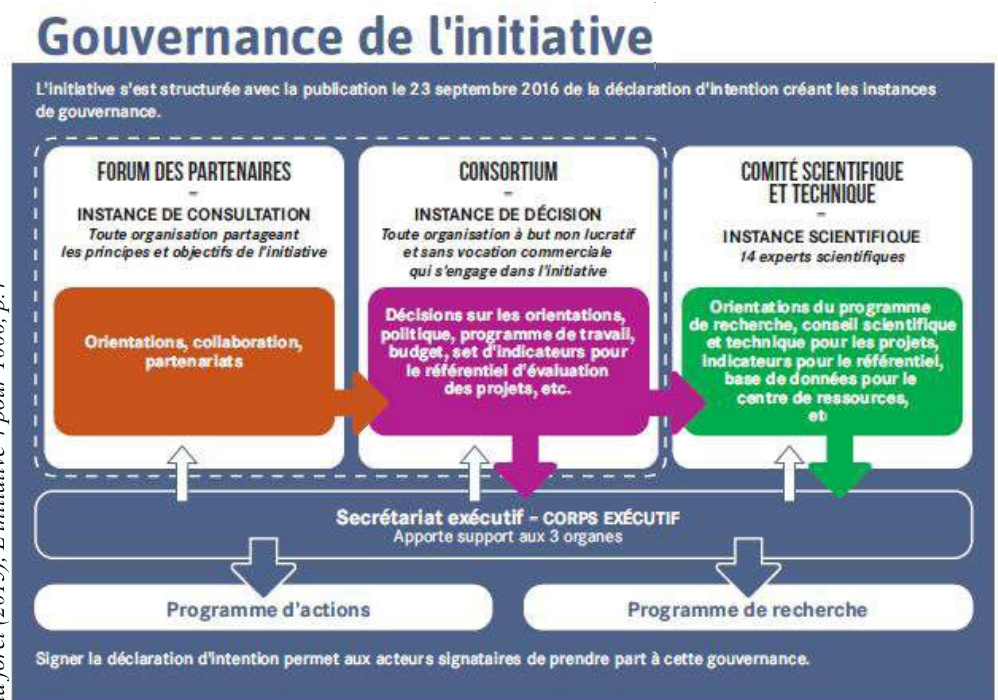 Gouvernance de l'initiative
L'initiative s'est structurée avec la publication le 23 septembre 2016 de la déclaration d'intention créant les instances
de gouvernance.
FORUM DES PARTENAIRES
–
INSTANCE DE CONSULTATION
Toute organisation partageant
les principes et objectifs de l'initiative
Orientations, collaboration,
partenariats
CONSORTIUM
–
INSTANCE DE DÉCISION
Toute organisation à but non lucratif
et sans vocation commerciale
qui s'engage dans l'initiative
Décisions sur les orientations,
politique, programme de travail,
budget, set d'indicateurs pour
le référentiel d'évaluation
des projets, etc.
COMITÉ SCIENTIFIQUE
ET TECHNIQUE
–
INSTANCE SCIENTIFIQUE
14 experts scientifiques
Orientations du programme
de recherche, conseil scientifique
et technique pour les projets,
indicateurs pour le référentiel,
base de données pour le
centre de ressources,
et
Secrétariat exécutif – CORPS EXÉCUTIF
Apporte support aux 3 organes
Programme d'actions
Programme de recherche
Signer la déclaration d'intention permet aux acteurs signataires de prendre part à cette gouvernance.